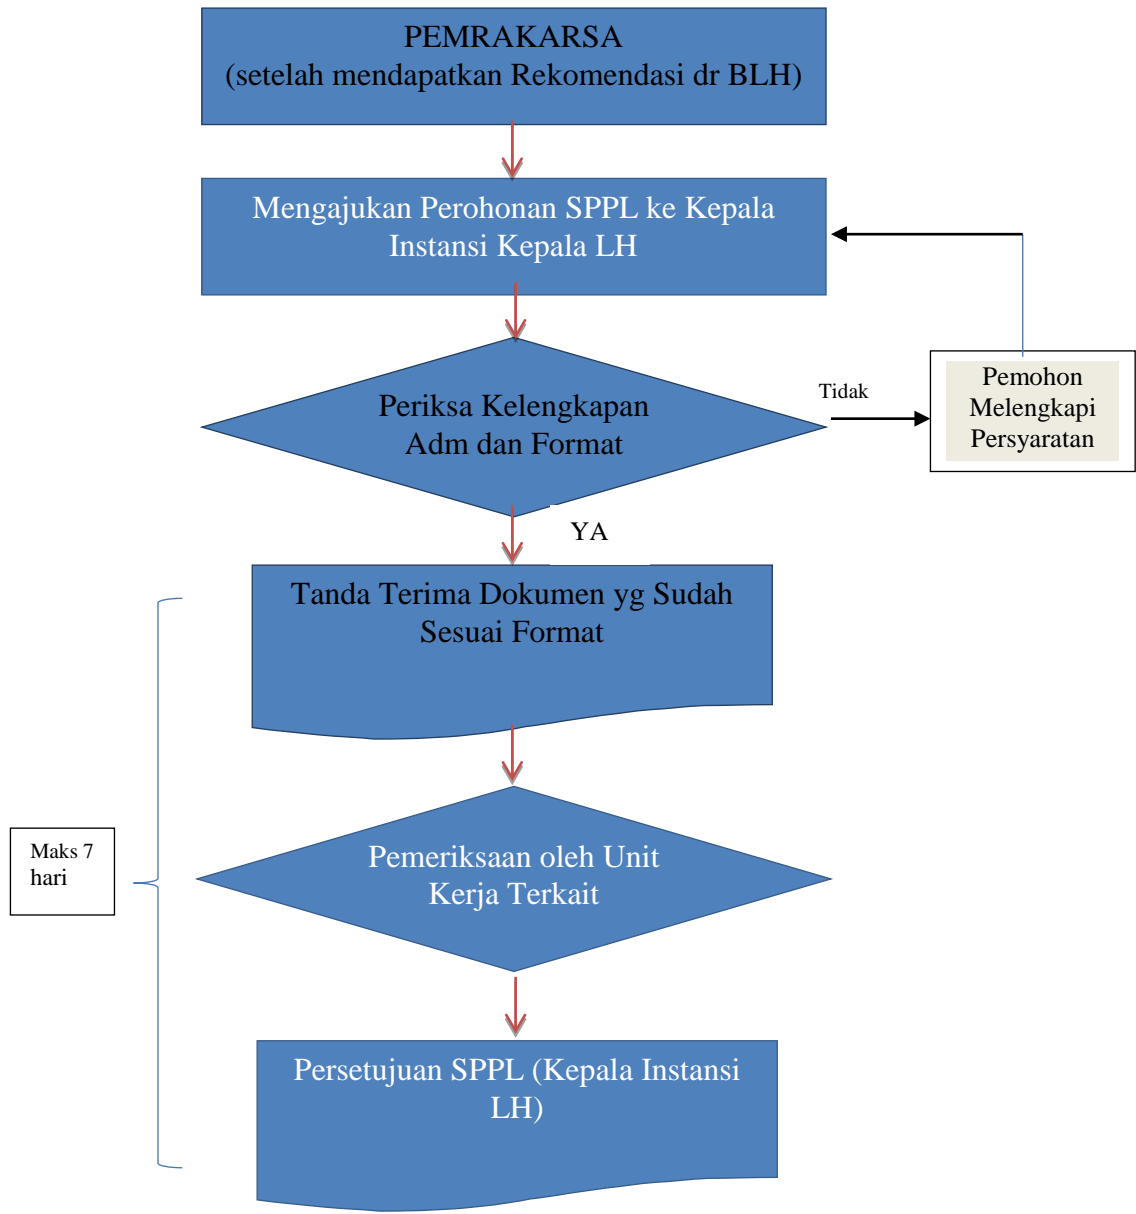 PEMRAKARSA
(setelah mendapatkan Rekomendasi dr BLH)
Mengajukan Perohonan SPPL ke Kepala
Instansi Kepala LH
Periksa Kelengkapan
Adm dan Format
Tidak
Pemohon
Melengkapi
Persyaratan
YA
Tanda Terima Dokumen yg Sudah
Sesuai Format
Maks 7
hari
Pemeriksaan oleh Unit
Kerja Terkait
Persetujuan SPPL (Kepala Instansi
LH)